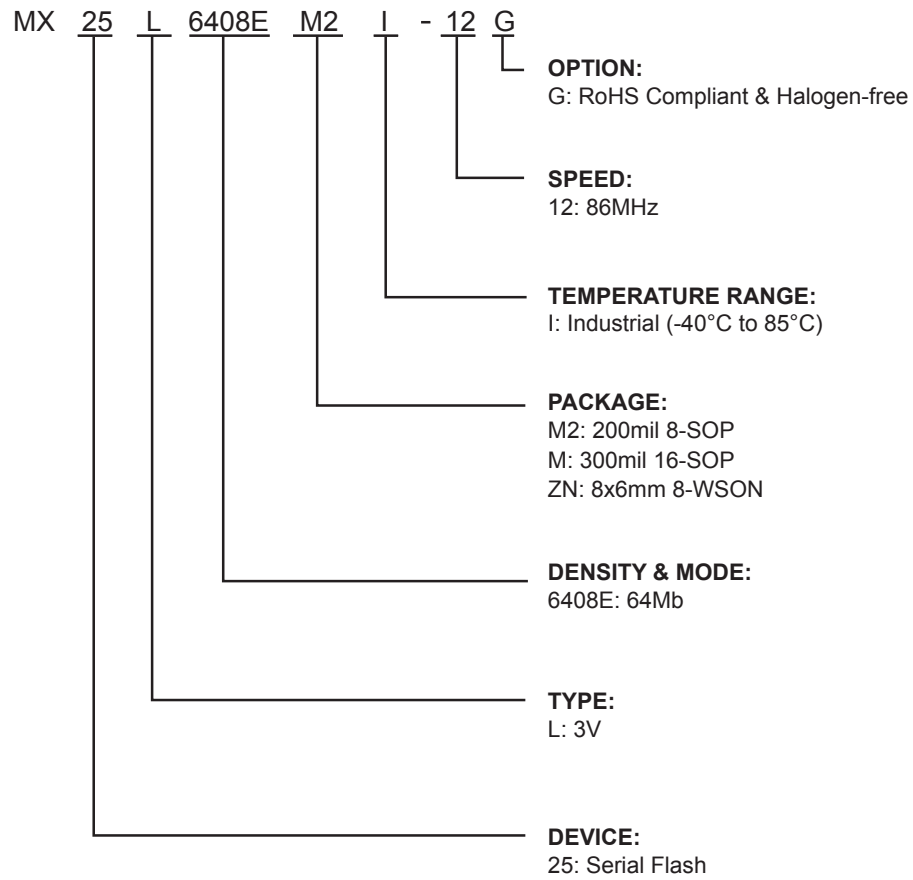 MX 25 L 6408E M2 I - 12 G
OPTION:
G: RoHS Compliant & Halogen-free
SPEED:
12: 86MHz
TEMPERATURE RANGE:
I: Industrial (-40°C to 85°C)
PACKAGE:
M2: 200mil 8-SOP
M: 300mil 16-SOP
ZN: 8x6mm 8-WSON
DENSITY & MODE:
6408E: 64Mb
TYPE:
L: 3V
DEVICE:
25: Serial Flash